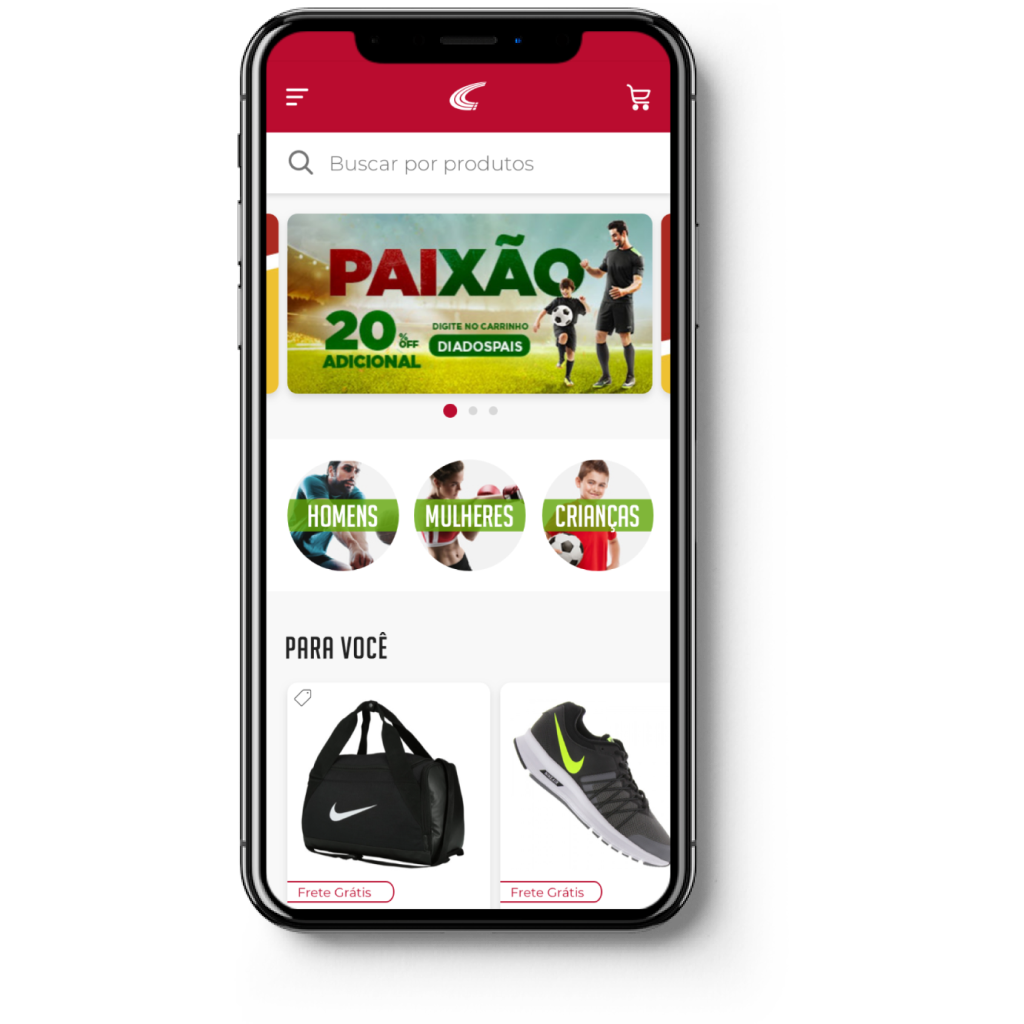 Buscar por produtos
PAIXÃO
20 % OFF
ADICIONAL
DIGITE NO CARRINHO
DIADOSPAIS
HOMENS
MULHERES
CRIANÇAS
PARA VOCÊ
Frete Grátis
Frete Grátis